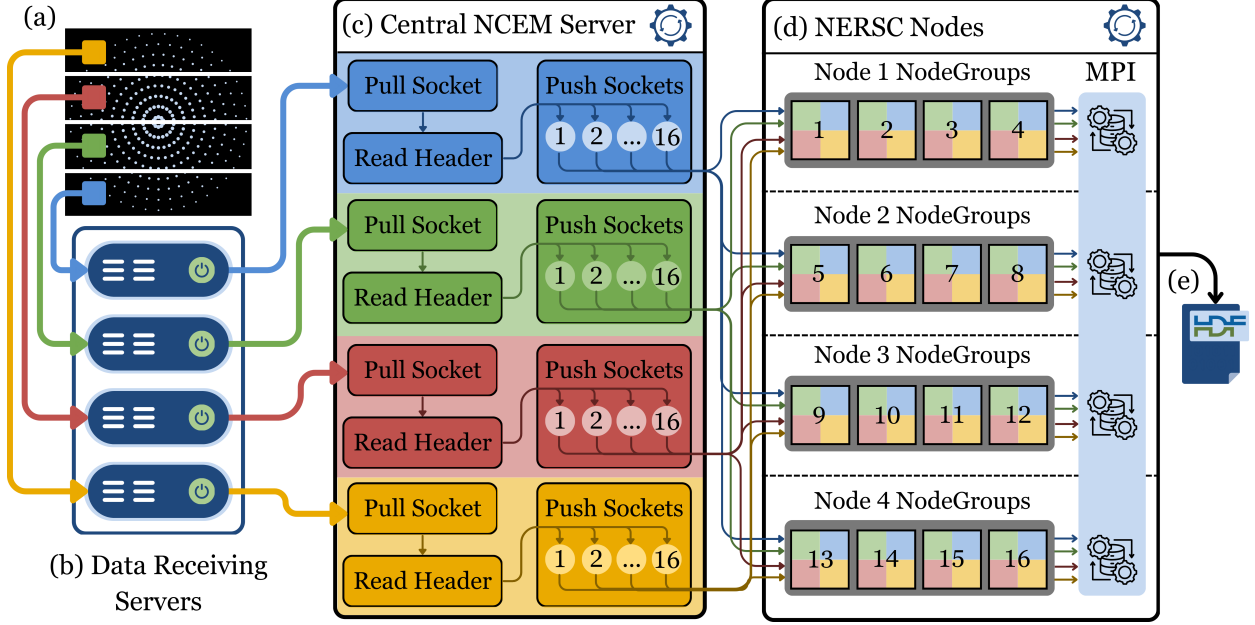 (a)
(b) Data Receiving
Servers
(c) Central NCEM Server
Pull Socket
Read Header
Push Sockets
1 2 ... 16
Pull Socket
Read Header
Push Sockets
1 2 ... 16
Pull Socket
Read Header
Push Sockets
1 2 ... 16
Pull Socket
Read Header
Push Sockets
1 2 ... 16
(d) NERSC Nodes
MPI
Node 1 NodeGroups
1 2 3 4
Node 2 NodeGroups
5 6 7 8
Node 3 NodeGroups
9 10 11 12
Node 4 NodeGroups
13 14 15 16
(e)
HDF